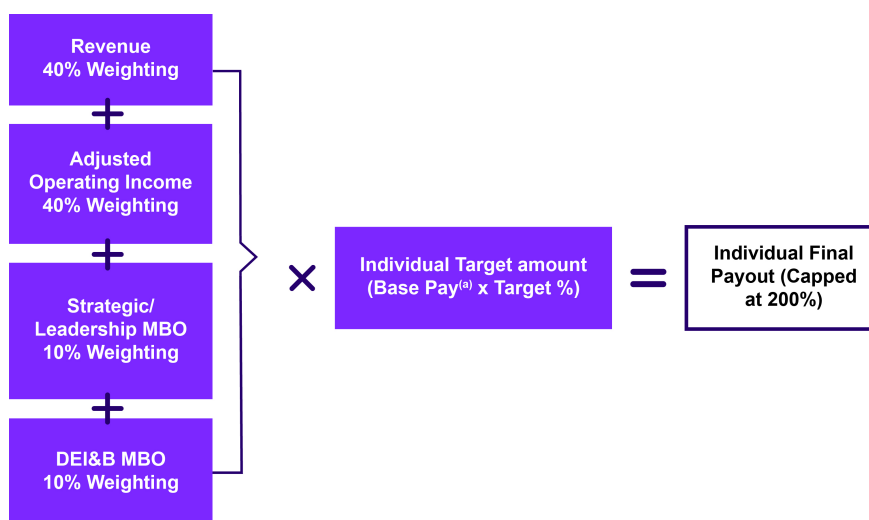 Revenue
40% Weighting
+
Adjusted
Operating Income
40% Weighting
+
Strategic/
Leadership MBO
10% Weighting
+
DEI&B MBO
10% Weighting
×
Individual Target amount
(Base Pay(a) x Target %)
=
Individual Final
Payout (Capped
at 200%)